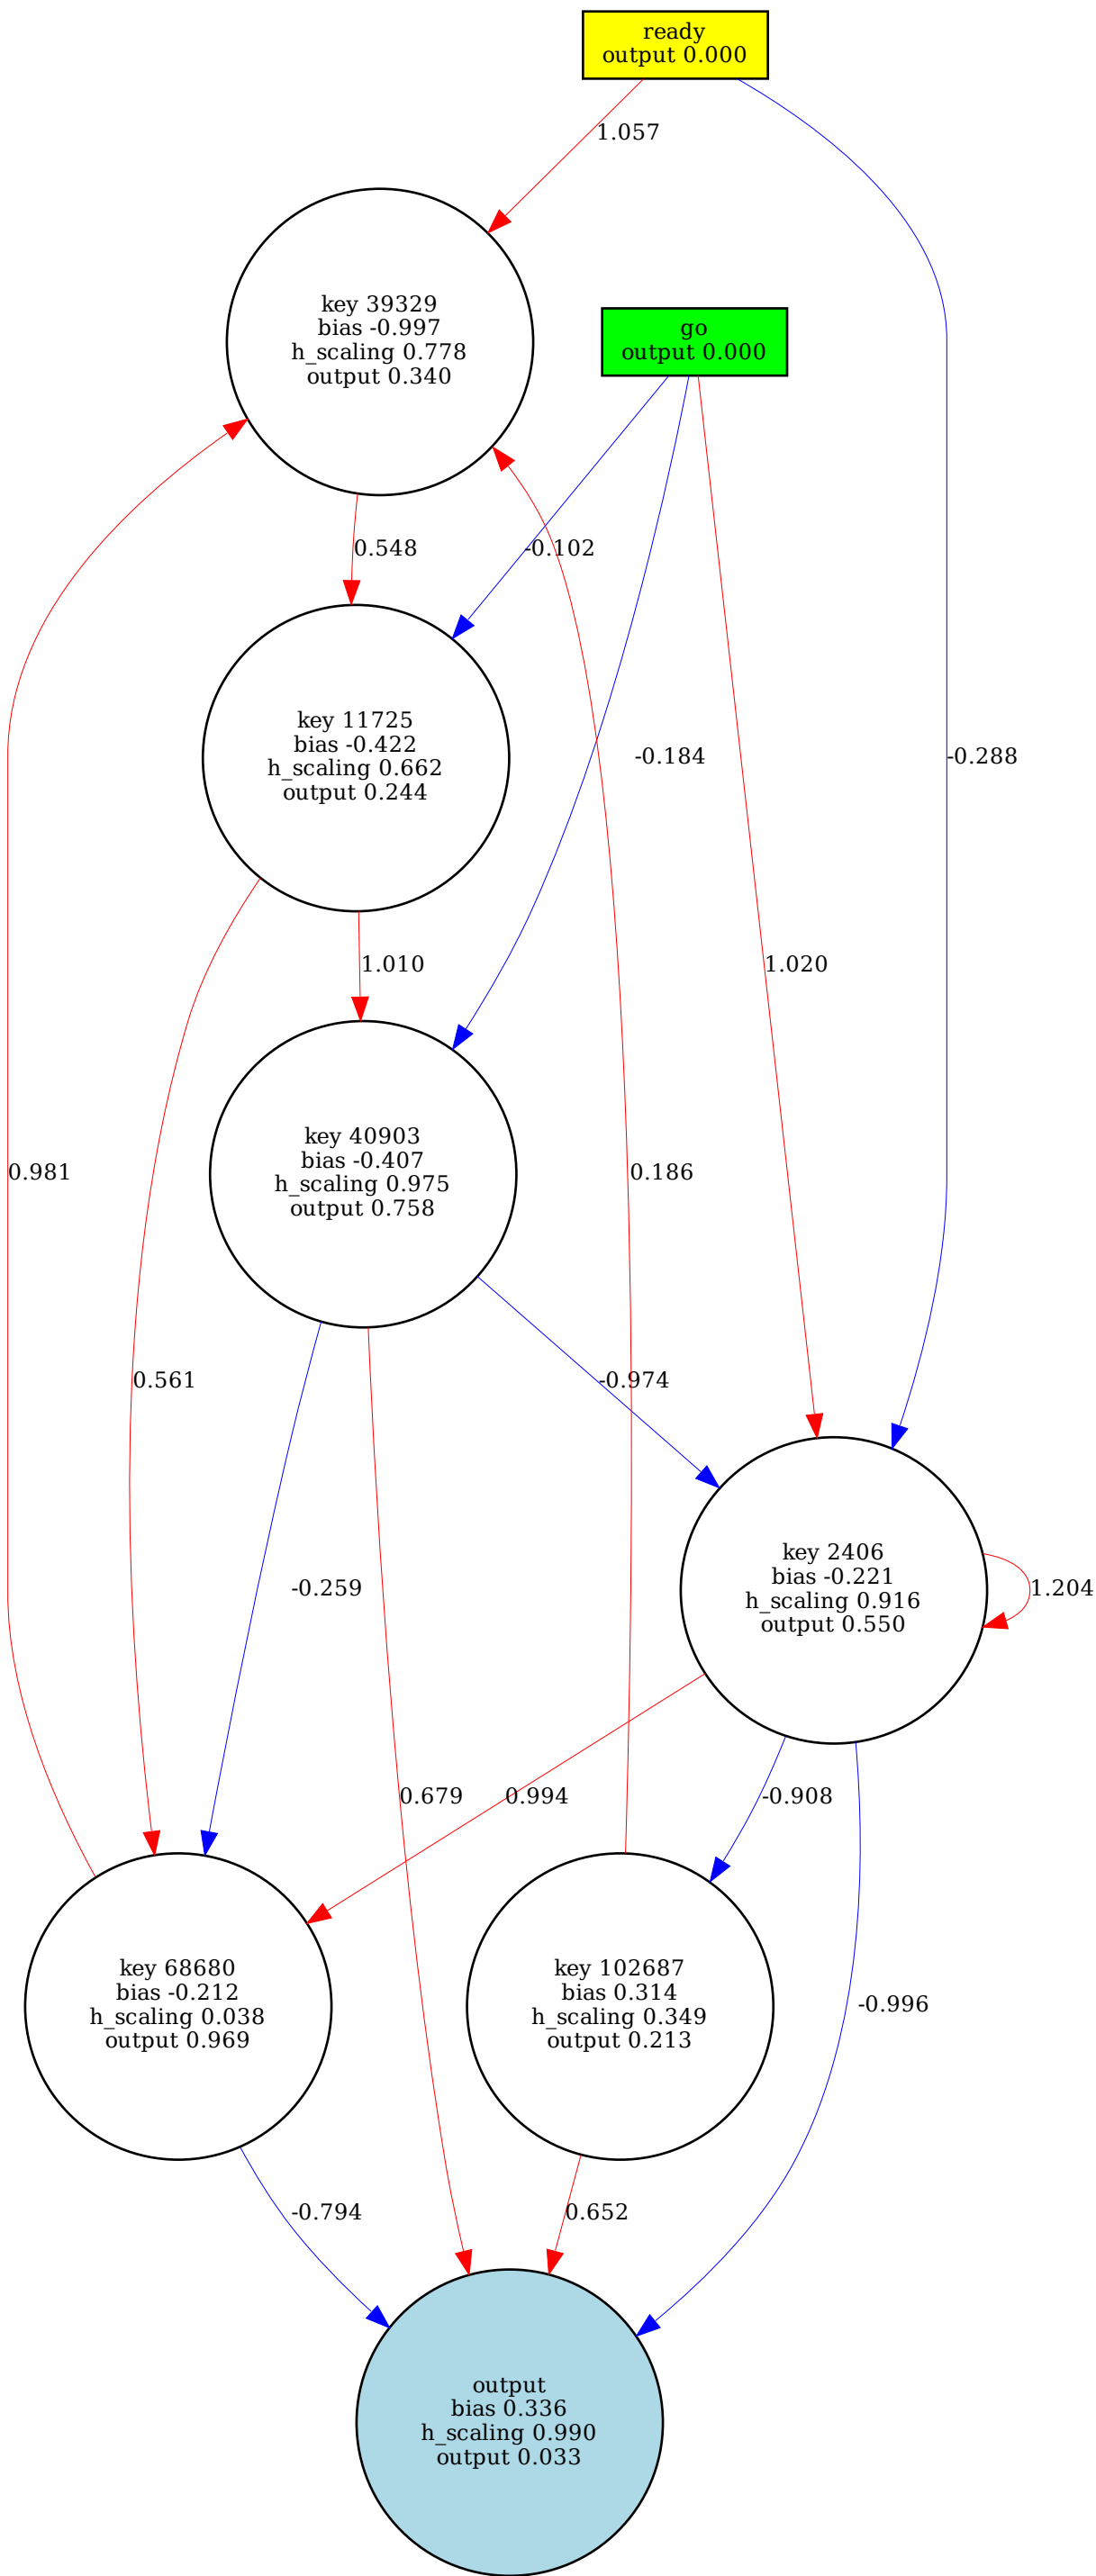 ready
output 0.000
1.057
key 39329
bias -0.997
h_scaling 0.778
output 0.340
go
output 0.000
0.548
-0.102
key 11725
bias -0.422
h_scaling 0.662
output 0.244
-0.184
-0.288
1.010
1.020
key 40903
bias -0.407
h_scaling 0.975
output 0.758
0.981
0.186
0.561
-0.974
key 2406
bias -0.221
h_scaling 0.916
output 0.550
-0.259
1.204
0.679
0.994
-0.908
key 68680
bias -0.212
h_scaling 0.038
output 0.969
key 102687
bias 0.314
h_scaling 0.349
output 0.213
-0.996
-0.794
0.652
output
bias 0.336
h_scaling 0.990
output 0.033